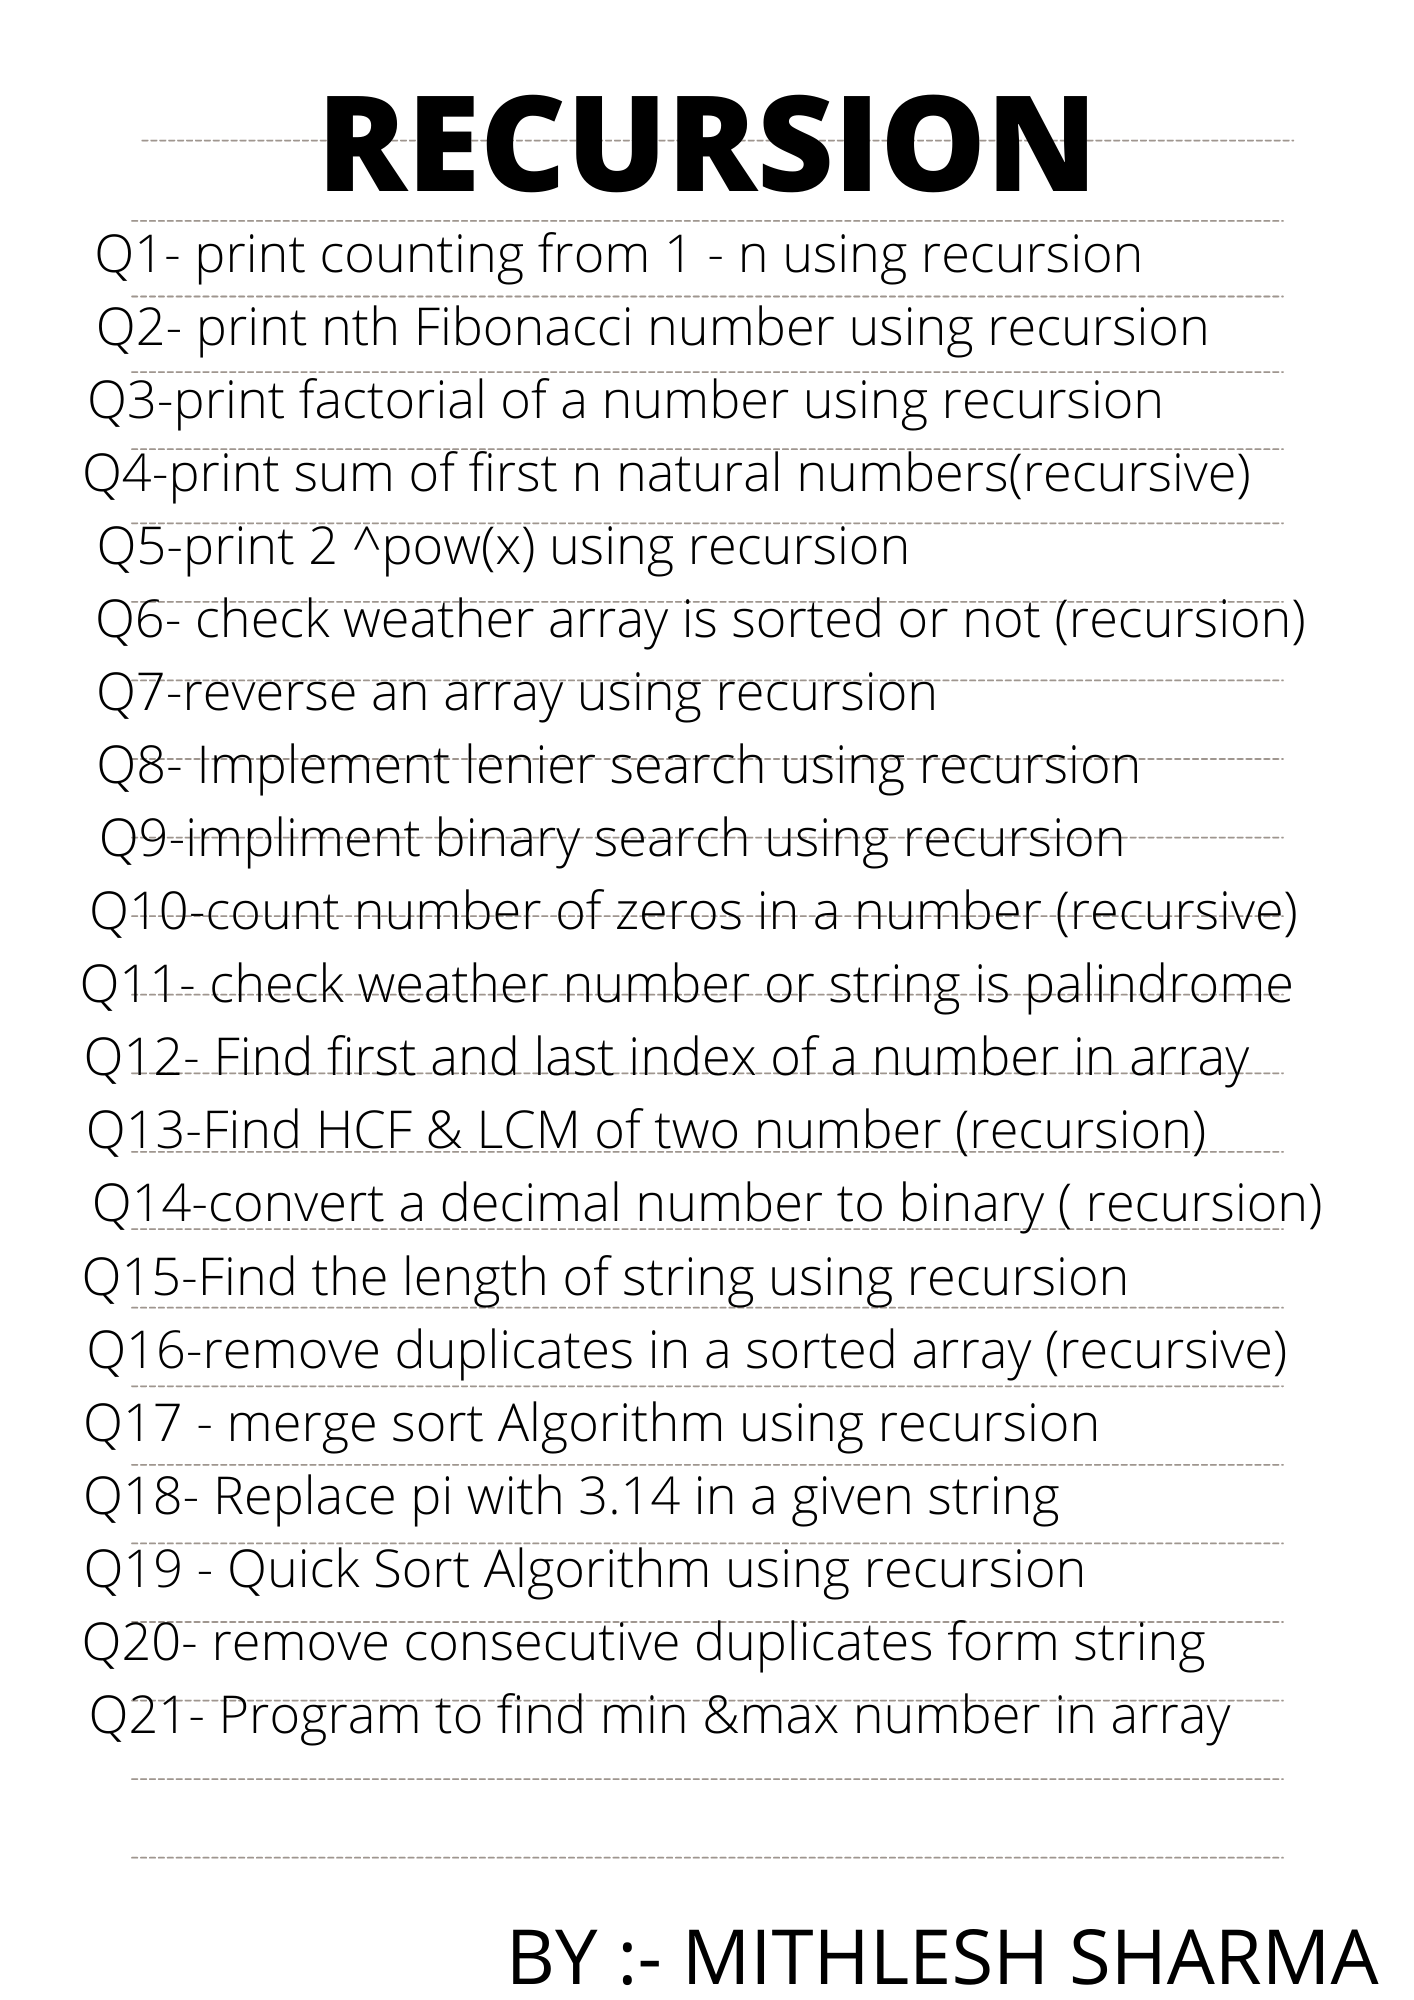 RECURSION
Q1- print counting from 1 - n using recursion
Q2- print nth Fibonacci number using recursion
Q3-print factorial of a number using recursion
Q4-print sum of first n natural numbers(recursive)
Q5-print 2 ^pow(x) using recursion
Q6- check weather array is sorted or not (recursion)
Q7-reverse an array using recursion
Q8- Implement lenier search using recursion
Q9-impliment binary search using recursion
Q10-count number of zeros in a number (recursive)
Q11- check weather number or string is palindrome
Q12- Find first and last index of a number in array
Q13-Find HCF & LCM of two number (recursion)
Q14-convert a decimal number to binary ( recursion)
Q15-Find the length of string using recursion
Q16-remove duplicates in a sorted array (recursive)
Q17 - merge sort Algorithm using recursion
Q18- Replace pi with 3.14 in a given string
Q19 - Quick Sort Algorithm using recursion
Q20- remove consecutive duplicates form string
Q21- Program to find min &max number in array
BY :- MITHLESH SHARMA